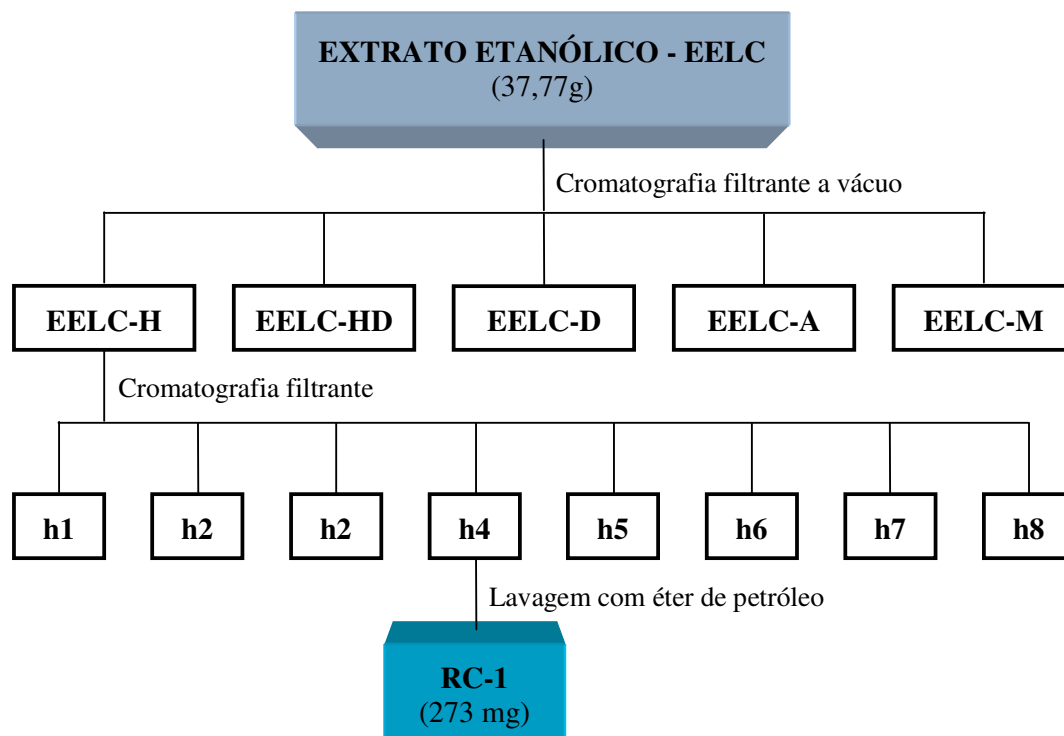 EXTRATO ETANÓLICO - EELC
(37,77g)
Cromatografia filtrante a vácuo
EELC-H
EELC-HD
EELC-D
EELC-A
EELC-M
Cromatografia filtrante
h1
h2
h2
h4
h5
h6
h7
h8
Lavagem com éter de petróleo
RC-1
(273 mg)